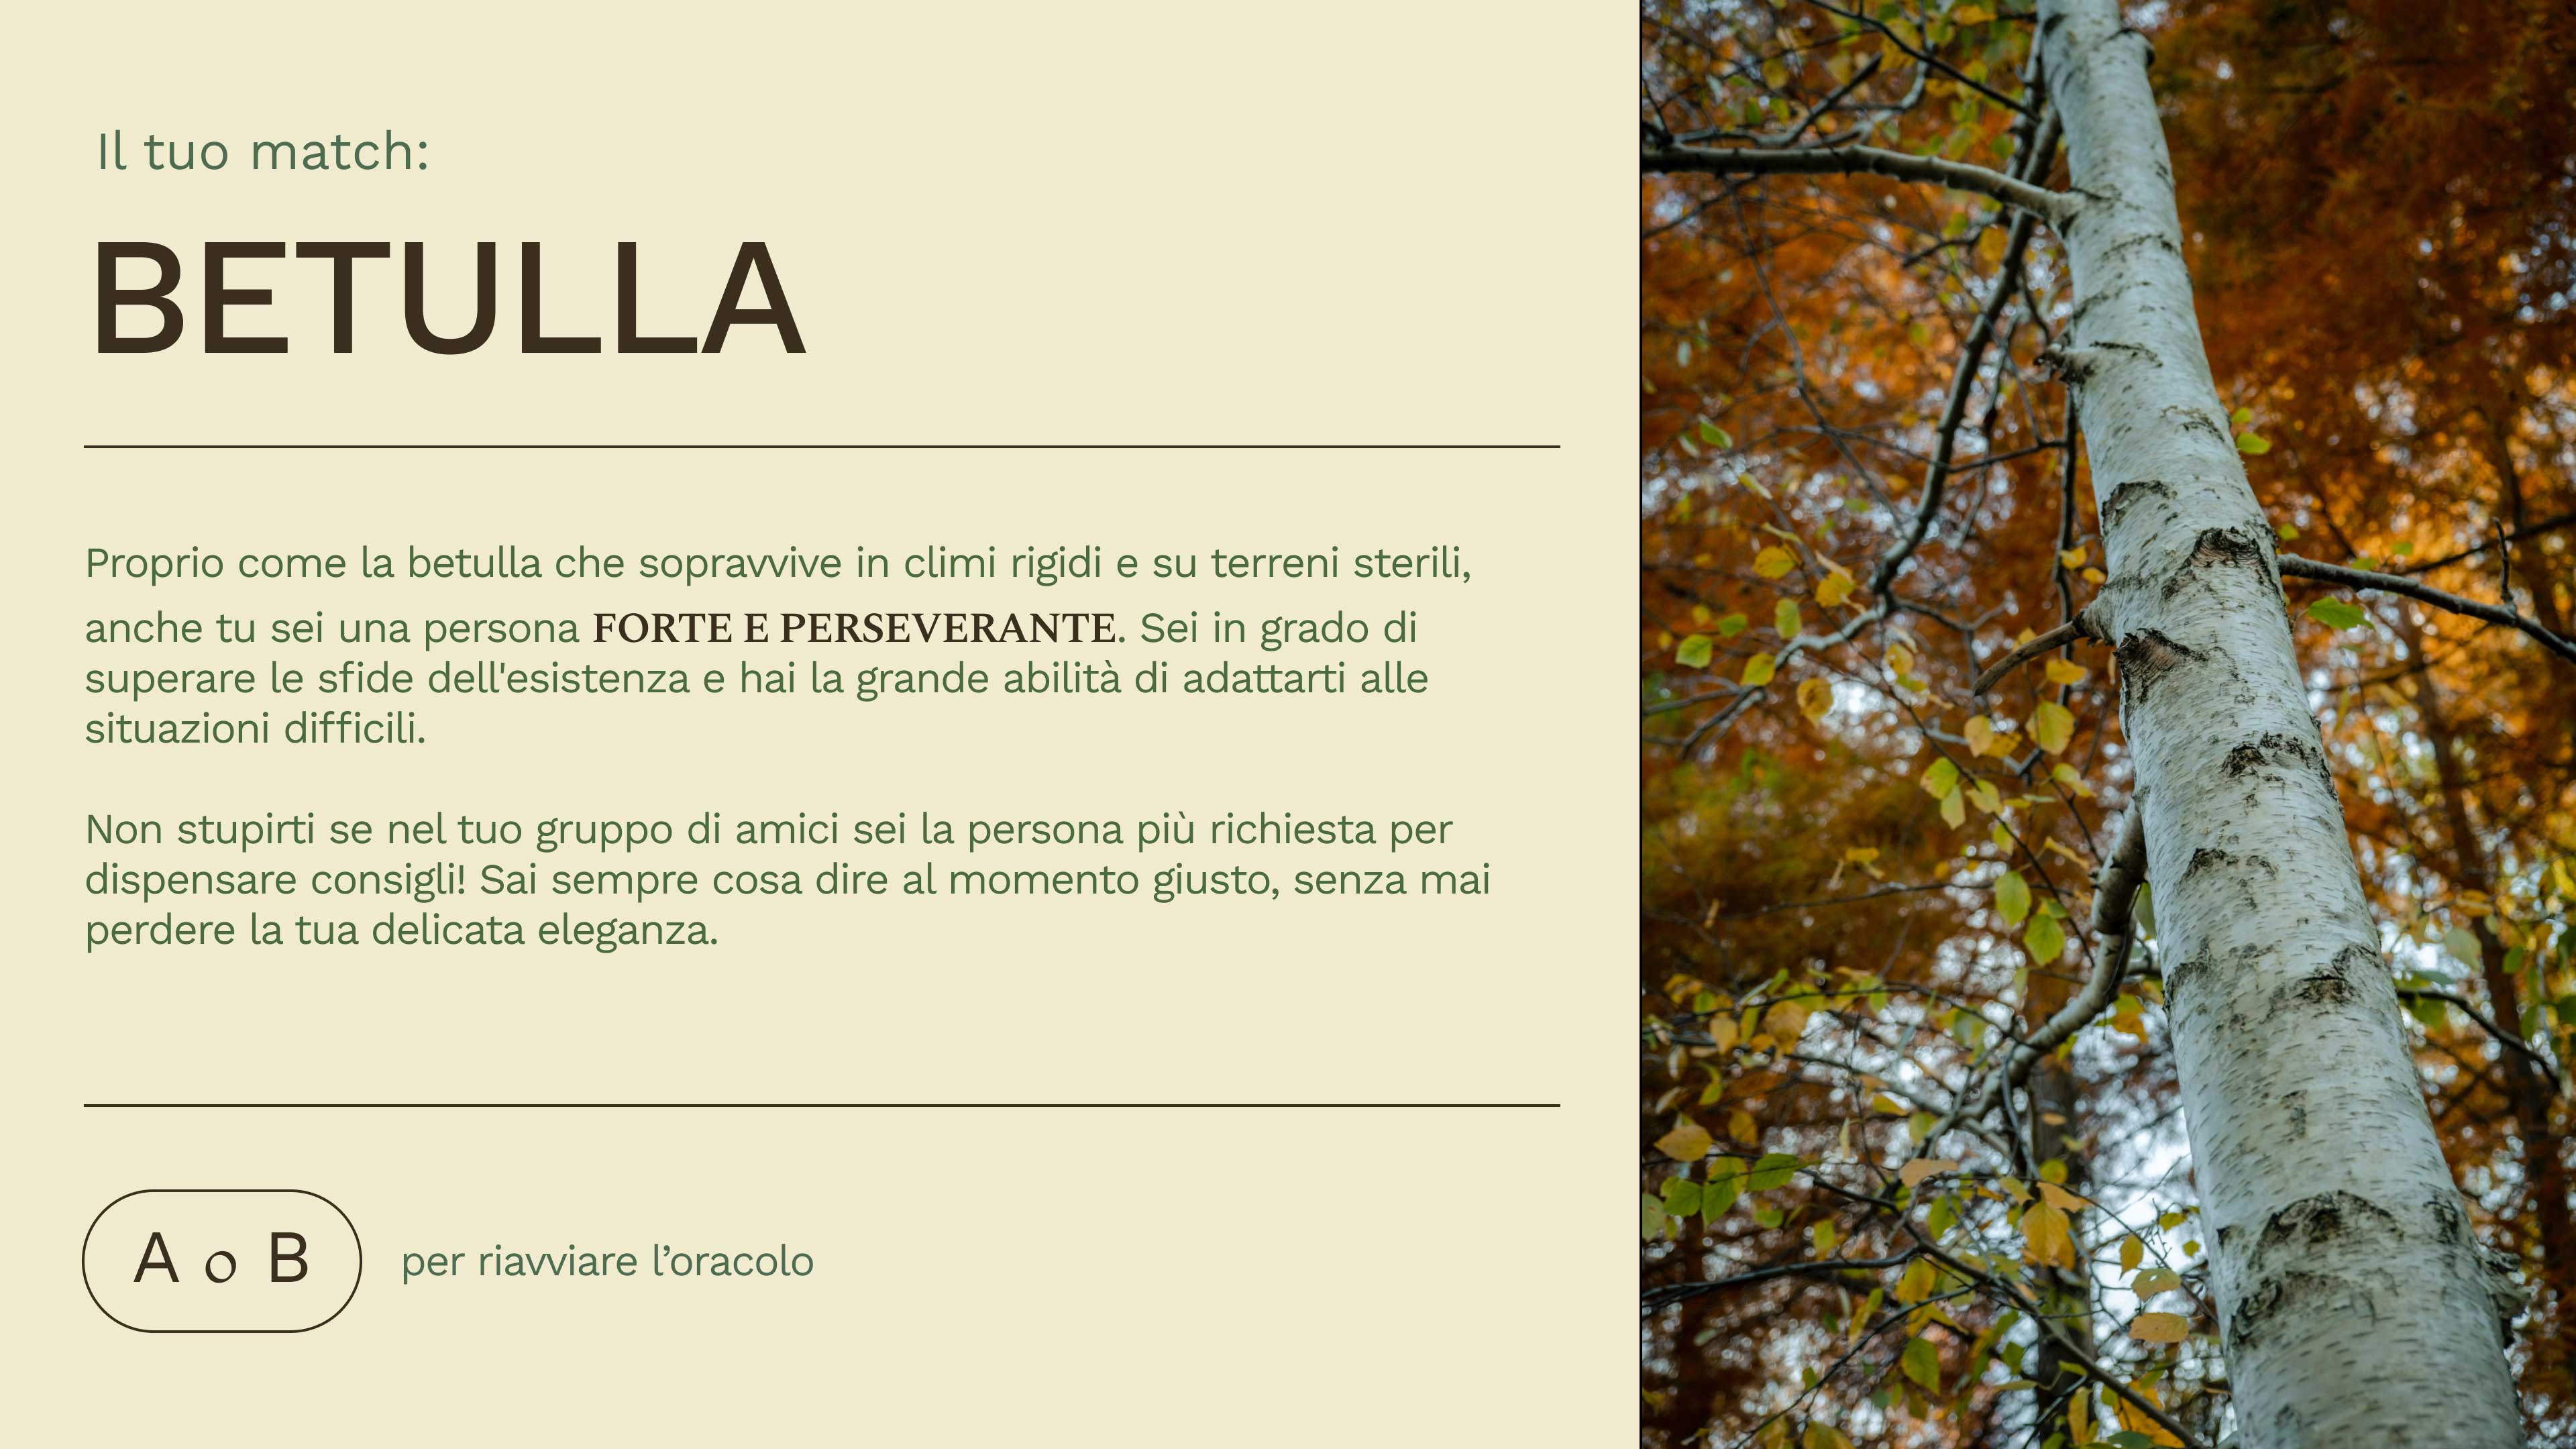 Il tuo match:
BETULLA
Proprio come la betulla che sopravvive in climi rigidi e su terreni sterili,
anche tu sei una persona FORTE E PERSEVERANTE. Sei in grado di
superare le sfide dell'esistenza e hai la grande abilità di adattarti alle
situazioni difficili.
Non stupirti se nel tuo gruppo di amici sei la persona più richiesta per
dispensare consigli! Sai sempre cosa dire al momento giusto, senza mai
perdere la tua delicata eleganza.
A o B per riavviare l’oracolo